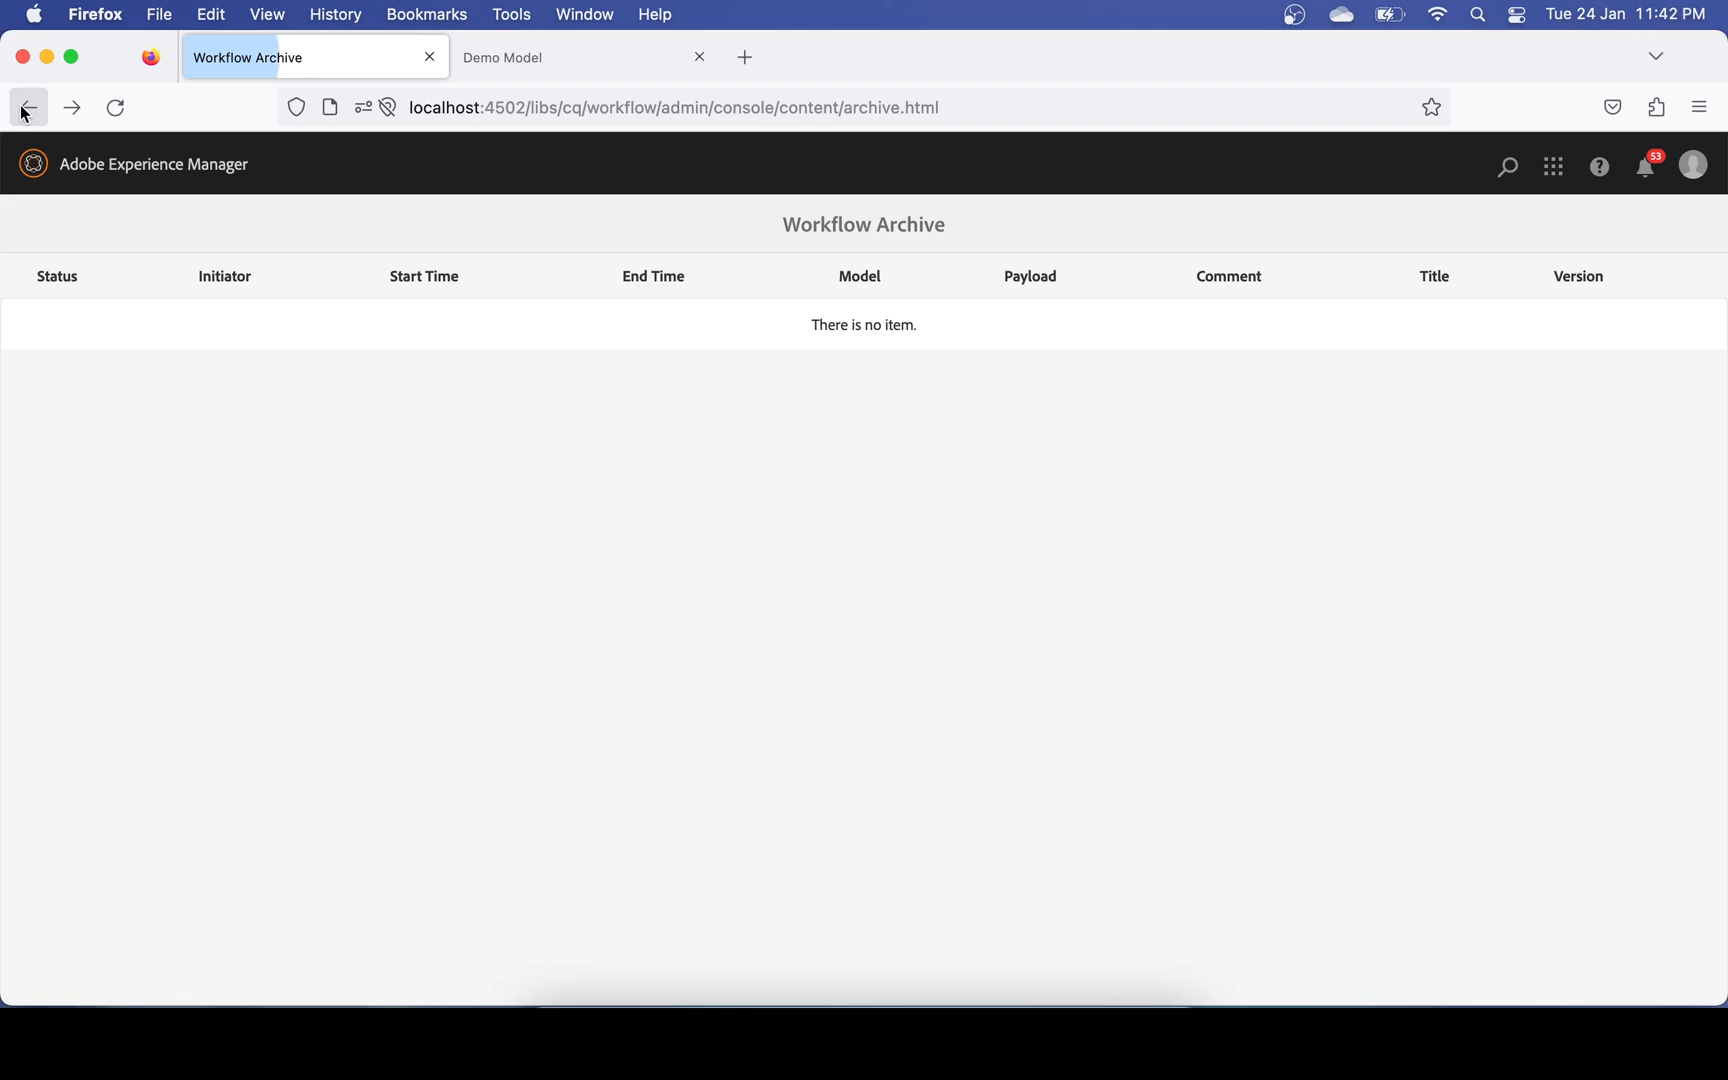 Firefox File Edit View History Bookmarks Tools Window Help Tue 24 Jan 11:42 PM
Workflow Archive Demo Model
localhost:4502/libs/cq/workflow/admin/console/content/archive.html
Adobe Experience Manager 53
Workflow Archive
Status Initiator Start Time End Time Model Payload Comment Title Version
There is no item.